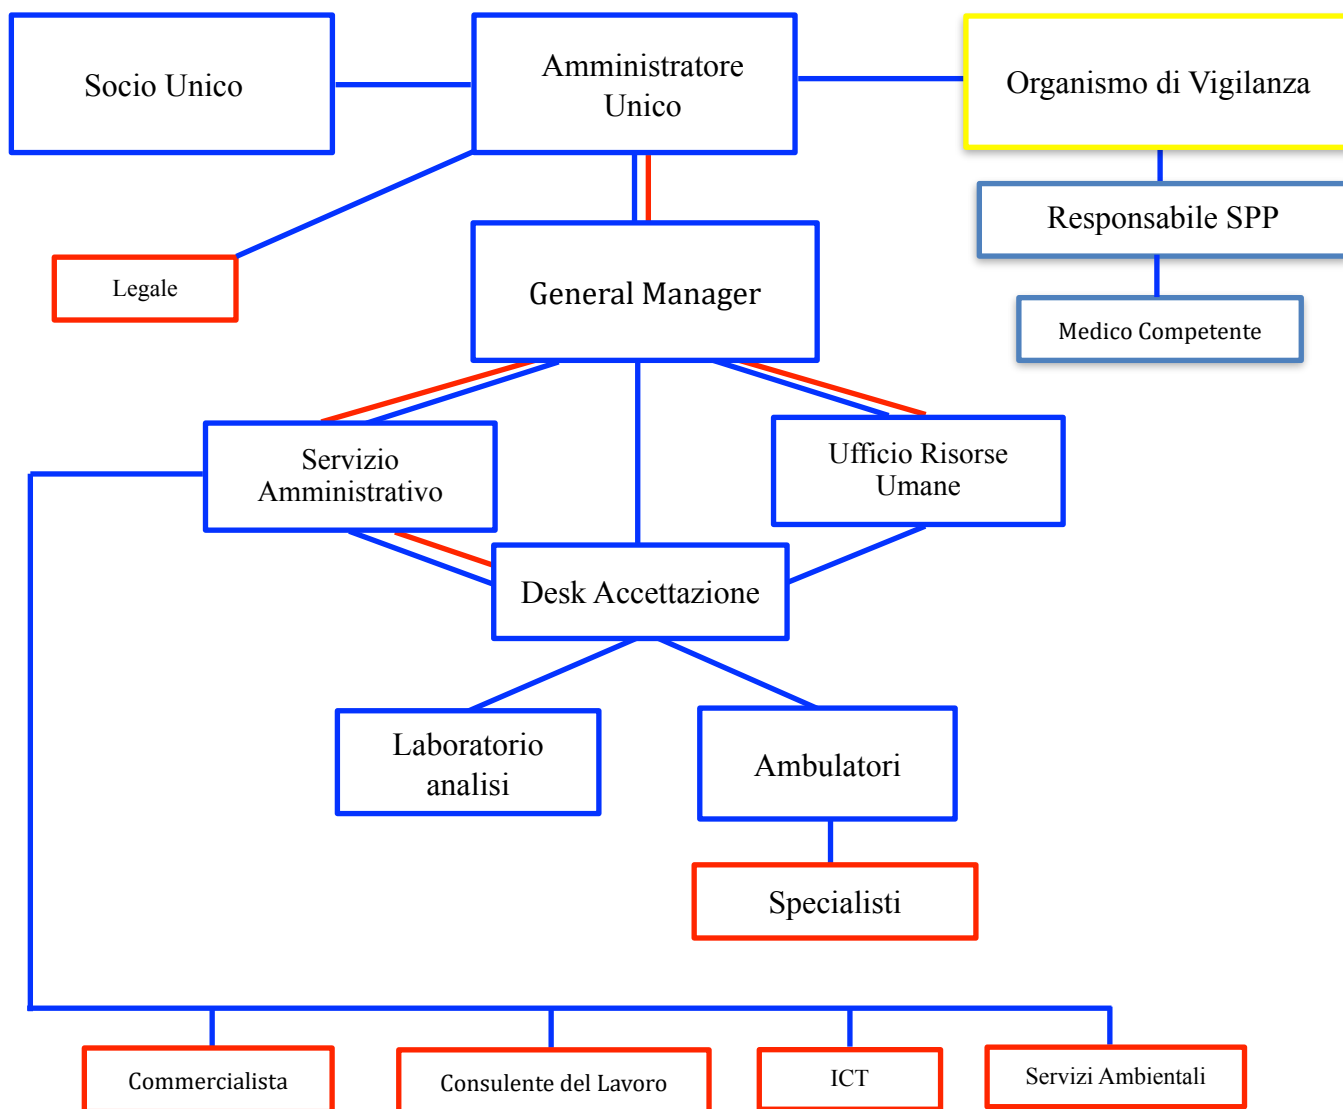 Socio Unico
Amministratore
Unico
Organismo di Vigilanza
Responsabile SPP
Legale
General Manager
Medico Competente
Servizio
Amministrativo
Ufficio Risorse
Umane
Desk Accettazione
Laboratorio
analisi
Ambulatori
Specialisti
Commercialista
Consulente del Lavoro
ICT
Servizi Ambientali